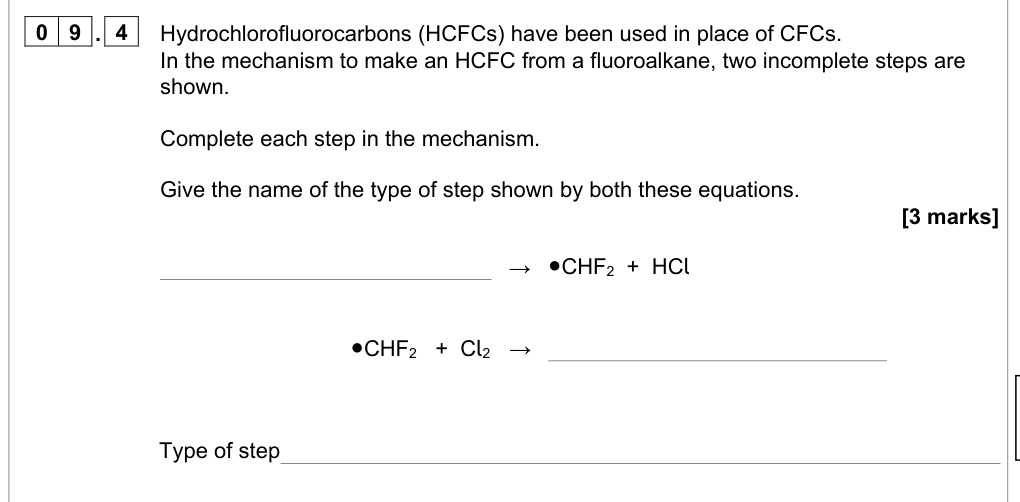 0 9 . 4 Hydrochlorofluorocarbons (HCFCs) have been used in place of CFCs.
In the mechanism to make an HCFC from a fluoroalkane, two incomplete steps are
shown.
Complete each step in the mechanism.
Give the name of the type of step shown by both these equations.
[3 marks]
→ •CHF₂ + HCl
•CHF₂ + Cl₂ →
Type of step